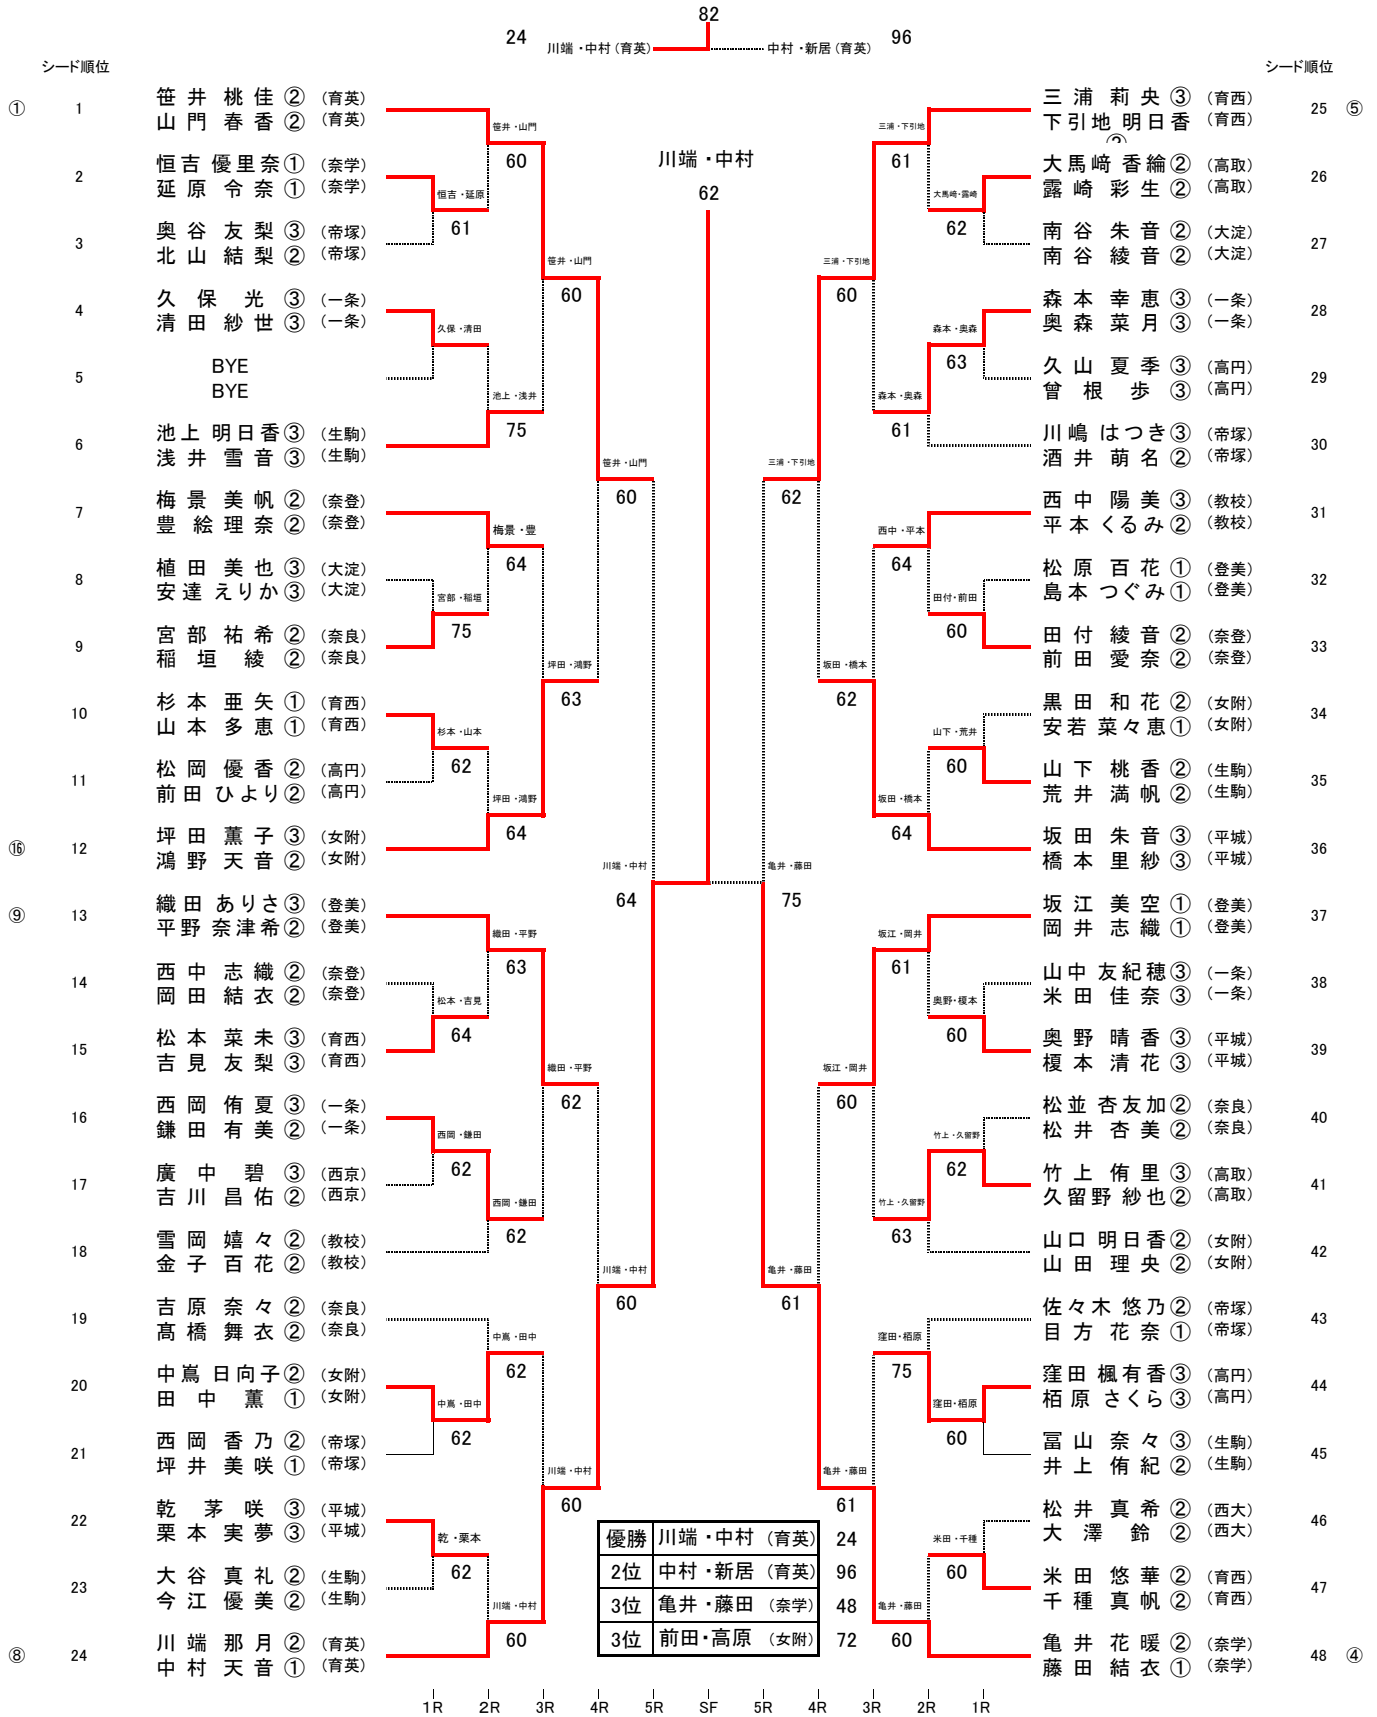 82
24 川端・中村(育英) 中村・新居(育英) 96
シード順位 シード順位
① 1 笹井桃佳② (育英)
山門春香② (育英)
2 恒吉優里奈① (奈学)
延原令奈① (奈学)
3 奥谷友梨③ (帝塚)
北山結梨② (帝塚)
4 久保光③ (一条)
清田紗世③ (一条)
5 BYE
BYE
6 池上明日香③ (生駒)
浅井雪音③ (生駒)
7 梅景美帆② (奈登)
豊絵理奈② (奈登)
8 植田美也③ (大淀)
安達えりか③ (大淀)
9 宮部祐希② (奈良)
稲垣綾② (奈良)
10 杉本亜矢① (育西)
山本多恵① (育西)
11 松岡優香② (高円)
前田ひより② (高円)
⑯ 12 坪田薫子③ (女附)
鴻野天音② (女附)
⑨ 13 織田ありさ③ (登美)
平野奈津希② (登美)
14 西中志織② (奈登)
岡田結衣② (奈登)
15 松本菜未③ (育西)
吉見友梨③ (育西)
16 西岡侑夏③ (一条)
鎌田有美② (一条)
17 廣中碧③ (西京)
吉川昌佑② (西京)
18 雪岡嬉々② (教校)
金子百花② (教校)
19 吉原奈々② (奈良)
髙橋舞衣② (奈良)
20 中嶌日向子② (女附)
田中薫① (女附)
21 西岡香乃② (帝塚)
坪井美咲① (帝塚)
22 乾茅咲③ (平城)
栗本実夢③ (平城)
23 大谷真礼② (生駒)
今江優美② (生駒)
⑧ 24 川端那月② (育英)
中村天音① (育英)
笹井・山門
60
恒吉・延原
61
笹井・山門
60
久保・清田
池上・浅井
75
笹井・山門
60
梅景・豊
64
宮部・稲垣
75
坪田・鴻野
63
杉本・山本
62
坪田・鴻野
64
川端・中村
64
織田・平野
63
松本・吉見
64
織田・平野
62
西岡・鎌田
62
西岡・鎌田
62
川端・中村
60
中嶌・田中
62
中嶌・田中
62
川端・中村
60
乾・栗本
62
川端・中村
60
川端・中村
62
三浦・下引地
61
大馬﨑・露崎
62
三浦・下引地
60
森本・奥森
63
森本・奥森
61
三浦・下引地
62
西中・平本
64
田付・前田
60
坂田・橋本
62
山下・荒井
60
坂田・橋本
64
亀井・藤田
75
坂江・岡井
61
奥野・榎本
60
坂江・岡井
60
竹上・久留野
62
竹上・久留野
63
亀井・藤田
61
窪田・栢原
75
窪田・栢原
60
亀井・藤田
61
米田・千種
60
亀井・藤田
60
三浦莉央③ (育西) 25 ⑤
下引地明日香 (育西)
②
大馬﨑香綸② (高取) 26
露崎彩生② (高取)
南谷朱音② (大淀) 27
南谷綾音② (大淀)
森本幸恵③ (一条) 28
奥森菜月③ (一条)
久山夏季③ (高円) 29
曾根歩③ (高円)
川嶋はつき③ (帝塚) 30
酒井萌名② (帝塚)
西中陽美③ (教校) 31
平本くるみ② (教校)
松原百花① (登美) 32
島本つぐみ① (登美)
田付綾音② (奈登) 33
前田愛奈② (奈登)
黒田和花② (女附) 34
安若菜々恵① (女附)
山下桃香② (生駒) 35
荒井満帆② (生駒)
坂田朱音③ (平城) 36
橋本里紗③ (平城)
坂江美空① (登美) 37
岡井志織① (登美)
山中友紀穂③ (一条) 38
米田佳奈③ (一条)
奥野晴香③ (平城) 39
榎本清花③ (平城)
松並杏友加② (奈良) 40
松井杏美② (奈良)
竹上侑里③ (高取) 41
久留野紗也② (高取)
山口明日香② (女附) 42
山田理央② (女附)
佐々木悠乃② (帝塚) 43
目方花奈① (帝塚)
窪田楓有香③ (高円) 44
栢原さくら③ (高円)
冨山奈々③ (生駒) 45
井上侑紀② (生駒)
松井真希② (西大) 46
大澤鈴② (西大)
米田悠華② (育西) 47
千種真帆② (育西)
亀井花暖② (奈学) 48 ④
藤田結衣① (奈学)
優勝 川端・中村 (育英) 24
2位 中村・新居 (育英) 96
3位 亀井・藤田 (奈学) 48
3位 前田・高原 (女附) 72
1R 2R 3R 4R 5R SF 5R 4R 3R 2R 1R